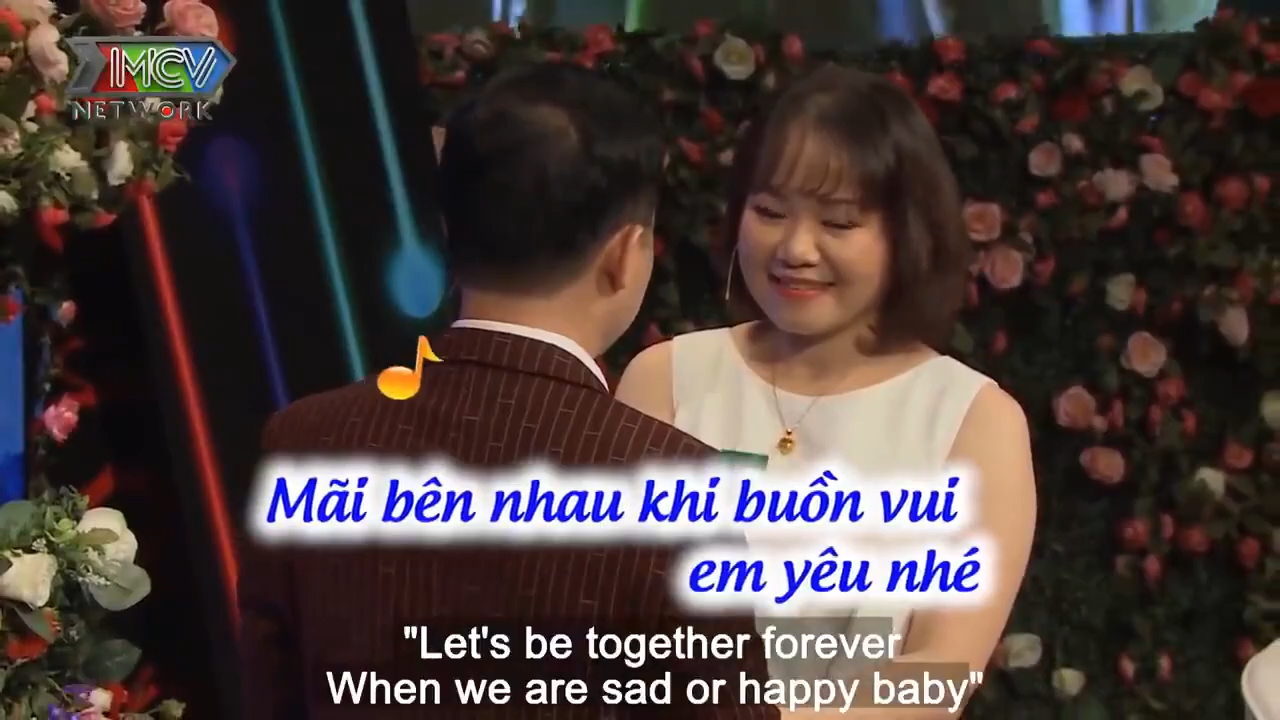 MCV
NETWORK
Mãi bên nhau khi buồn vui
em yêu nhé
"Let's be together forever
When we are sad or happy baby"